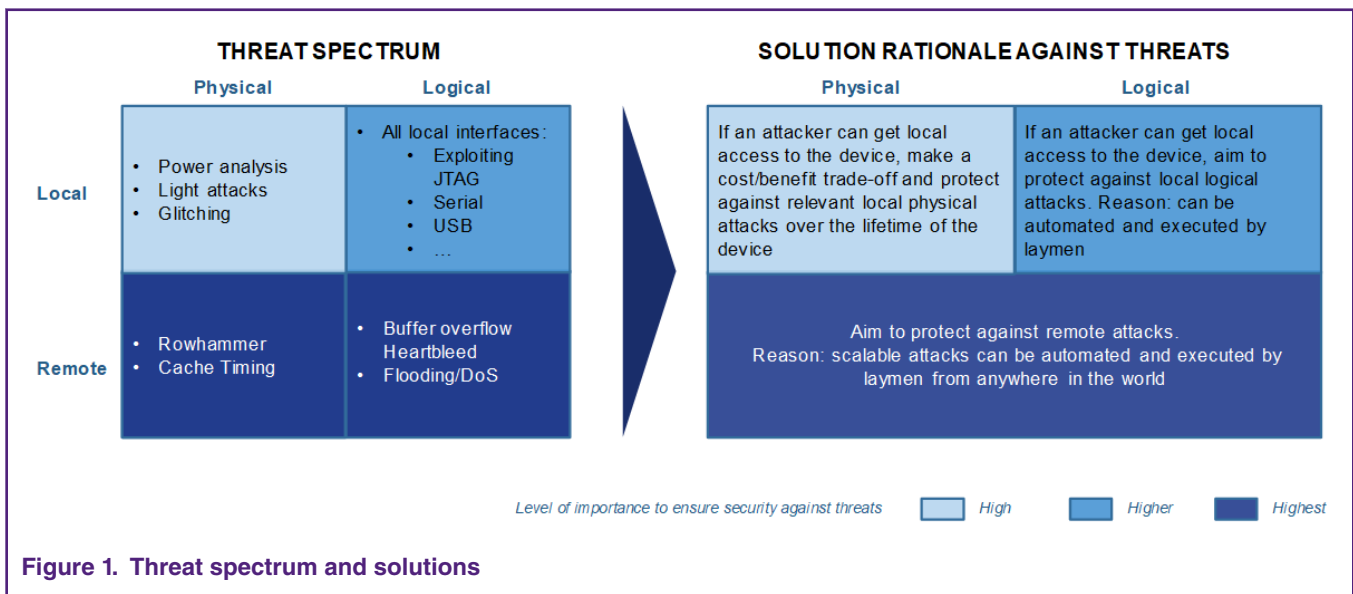 THREAT SPECTRUM
Physical
Logical
Local
• Power analysis
• Light attacks
• Glitching
• All local interfaces:
• Exploiting
JTAG
• Serial
• USB
• …
Remote
• Rowhammer
• Cache Timing
• Buffer overflow
Heartbleed
• Flooding/DoS
SOLUTION RATIONALE AGAINST THREATS
Physical
Logical
If an attacker can get local
access to the device, make a
cost/benefit trade-off and protect
against relevant local physical
attacks over the lifetime of the
device
If an attacker can get local
access to the device, aim to
protect against local logical
attacks. Reason: can be
automated and executed by
laymen
Aim to protect against remote attacks.
Reason: scalable attacks can be automated and executed by
laymen from anywhere in the world
Level of importance to ensure security against threats
High
Higher
Highest
Figure 1. Threat spectrum and solutions